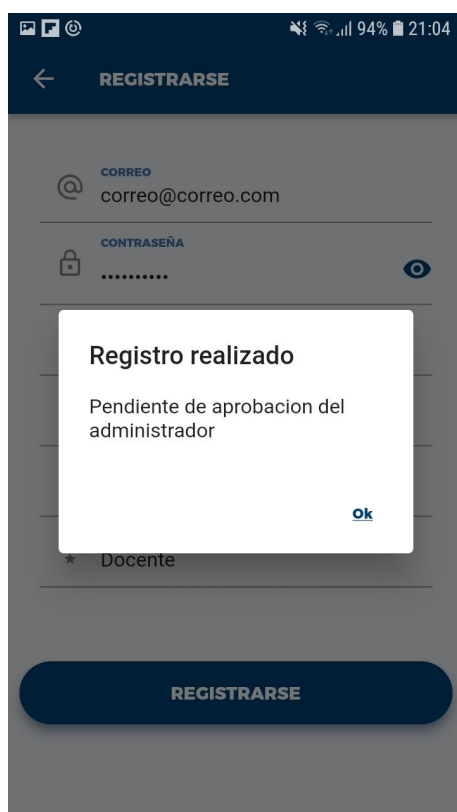 94% 21:04
REGISTRARSE
CORREO
correo@correo.com
CONTRASEÑA
••••••••••
Registro realizado
Pendiente de aprobacion del
administrador
Ok
Docente
REGISTRARSE